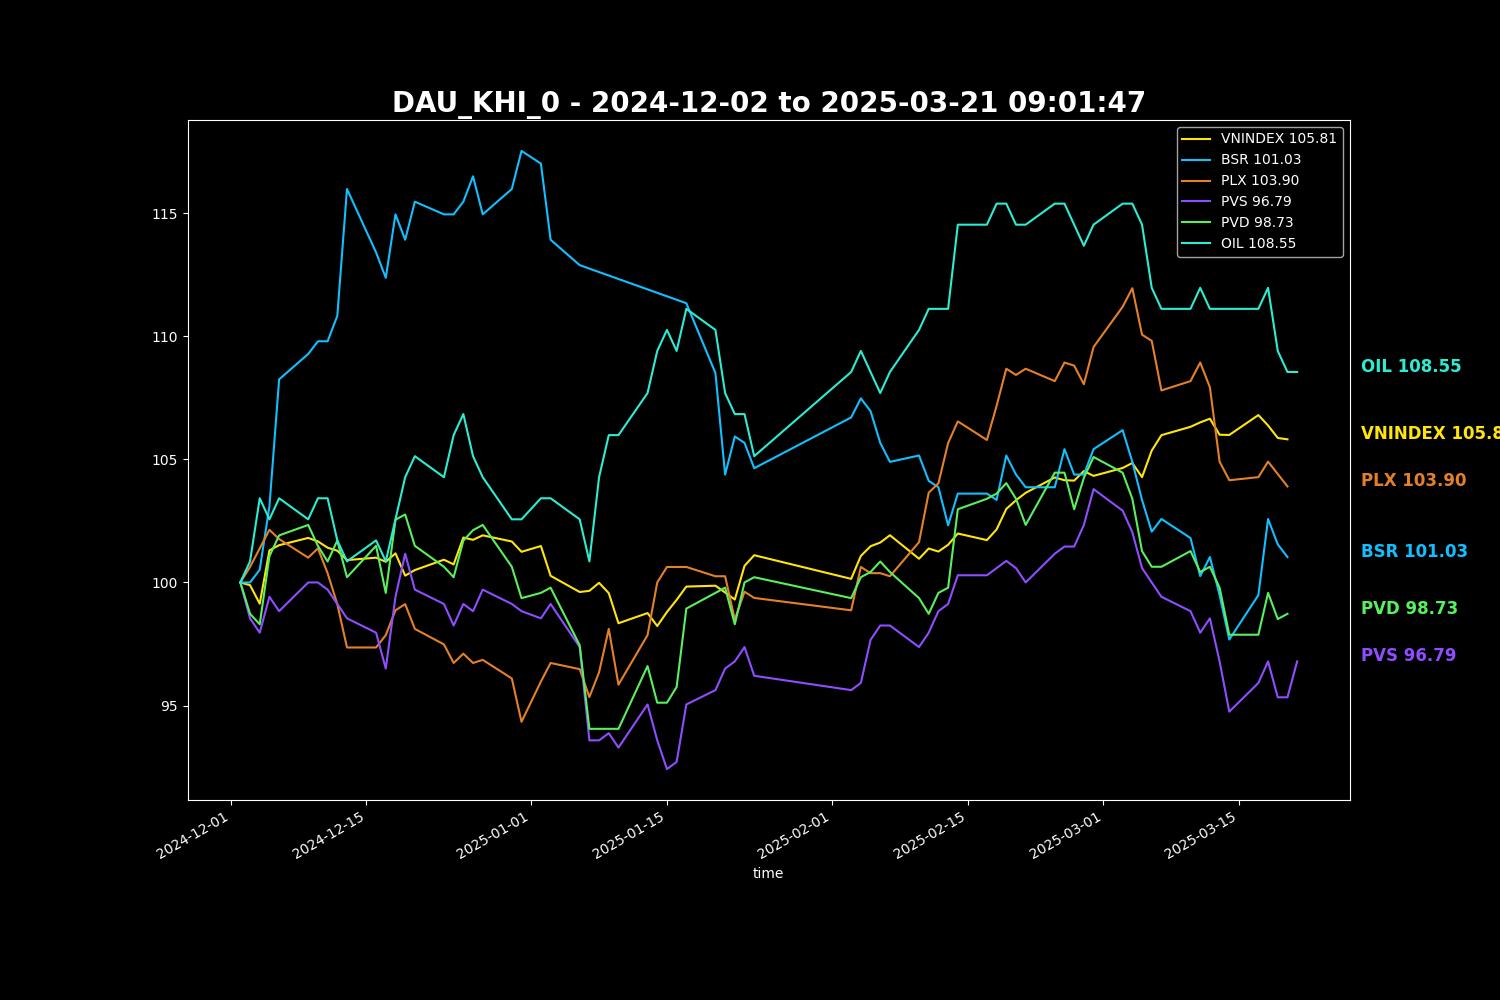 DAU_KHI_0 - 2024-12-02 to 2025-03-21 09:01:47
VNINDEX 105.81
BSR 101.03
PLX 103.90
PVS 96.79
PVD 98.73
OIL 108.55
115
110
105
100
95
OIL 108.55
VNINDEX 105.8
PLX 103.90
BSR 101.03
PVD 98.73
PVS 96.79
2024-12-01
2024-12-15
2025-01-01
2025-01-15
2025-02-01
2025-02-15
2025-03-01
2025-03-15
time